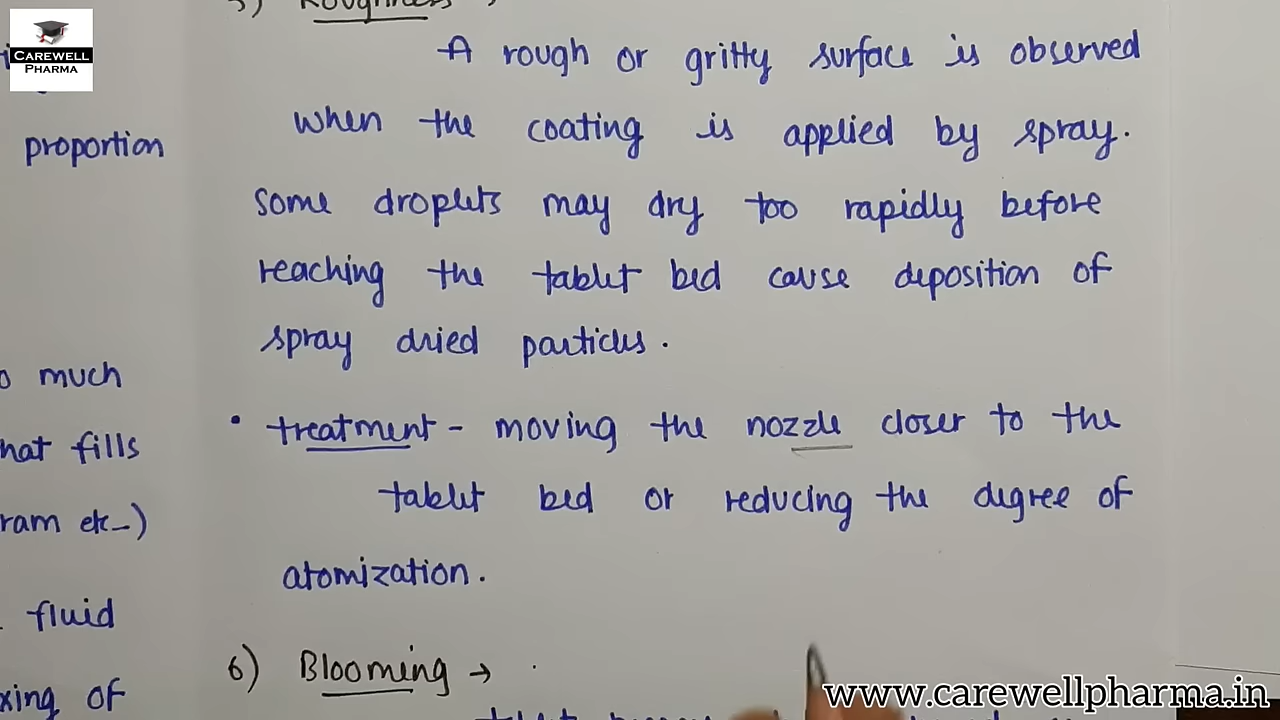 CAREWELL
PHARMA
proportion
much
fills
etc-)
fluid
of
5) Roughness
A rough or gritty surface is observed
when the coating is applied by spray.
some droplets may dry too rapidly before
reaching the tablet bed cause deposition of
spray dried particles.
• treatment - moving the nozzle closer to the
tablet bed or reducing the degree of
atomization.
6) Blooming →
www.carewellpharma.in